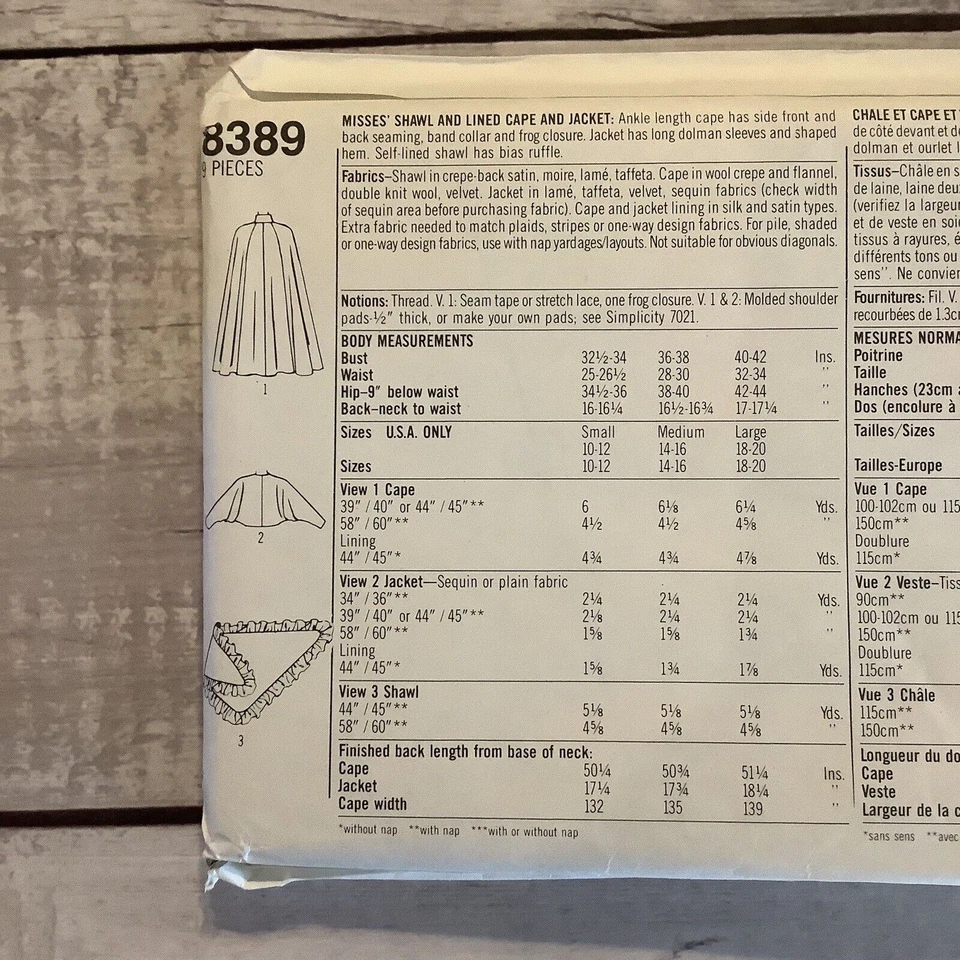 8389
9 PIECES
1
2
3
MISSES' SHAWL AND LINED CAPE AND JACKET: Ankle length cape has side front and
back seaming, band collar and frog closure. Jacket has long dolman sleeves and shaped
hem. Self-lined shawl has bias ruffle.
Fabrics–Shawl in crepe-back satin, moire, lamé, taffeta. Cape in wool crepe and flannel,
double knit wool, velvet. Jacket in lamé, taffeta, velvet, sequin fabrics (check width
of sequin area before purchasing fabric). Cape and jacket lining in silk and satin types.
Extra fabric needed to match plaids, stripes or one-way design fabrics. For pile, shaded
or one-way design fabrics, use with nap yardages/layouts. Not suitable for obvious diagonals.
Notions: Thread. V. 1: Seam tape or stretch lace, one frog closure. V. 1 & 2: Molded shoulder
pads-½" thick, or make your own pads; see Simplicity 7021.
BODY MEASUREMENTS
Bust 32½-34 36-38 40-42 Ins.
Waist 25-26½ 28-30 32-34 "
Hip–9" below waist 34½-36 38-40 42-44 "
Back–neck to waist 16-16¼ 16½-16¾ 17-17¼ "
Sizes U.S.A. ONLY Small Medium Large
10-12 14-16 18-20
Sizes 10-12 14-16 18-20
View 1 Cape
39" / 40" or 44" / 45"** 6 6⅛ 6¼ Yds.
58" / 60"** 4½ 4½ 4⅝ "
Lining
44" / 45"* 4¾ 4¾ 4⅞ Yds.
View 2 Jacket—Sequin or plain fabric
34" / 36"** 2¼ 2¼ 2¼ Yds.
39" / 40" or 44" / 45"** 2⅛ 2¼ 2¼ "
58" / 60"** 1⅝ 1⅝ 1¾ "
Lining
44" / 45"* 1⅝ 1¾ 1⅞ Yds.
View 3 Shawl
44" / 45"** 5⅛ 5⅛ 5⅛ Yds.
58" / 60"** 4⅝ 4⅝ 4⅝ "
Finished back length from base of neck:
Cape 50¼ 50¾ 51¼ Ins.
Jacket 17¼ 17¾ 18¼ "
Cape width 132 135 139 "
*without nap **with nap ***with or without nap
CHALE ET CAPE ET
de côté devant et de
dolman et ourlet
Tissus–Châle en s
de laine, laine deux
(verifiez la largeur
et de veste en soie
tissus à rayures, é
différents tons ou
sens". Ne convien
Fournitures: Fil. V.
recourbées de 1.3cm
MESURES NORMA
Poitrine
Taille
Hanches (23cm
Dos (encolure à
Tailles/Sizes
Tailles-Europe
Vue 1 Cape
100-102cm ou 115
150cm**
Doublure
115cm*
Vue 2 Veste–Tiss
90cm**
100-102cm ou 115
150cm**
Doublure
115cm*
Vue 3 Châle
115cm**
150cm**
Longueur du do
Cape
Veste
Largeur de la c
*sans sens **avec